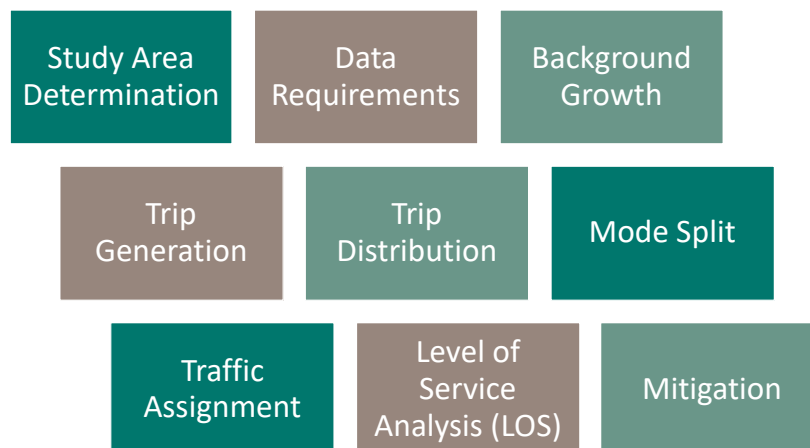 Study Area
Determination
Data
Requirements
Background
Growth
Trip
Generation
Trip
Distribution
Mode Split
Traffic
Assignment
Level of
Service
Analysis (LOS)
Mitigation